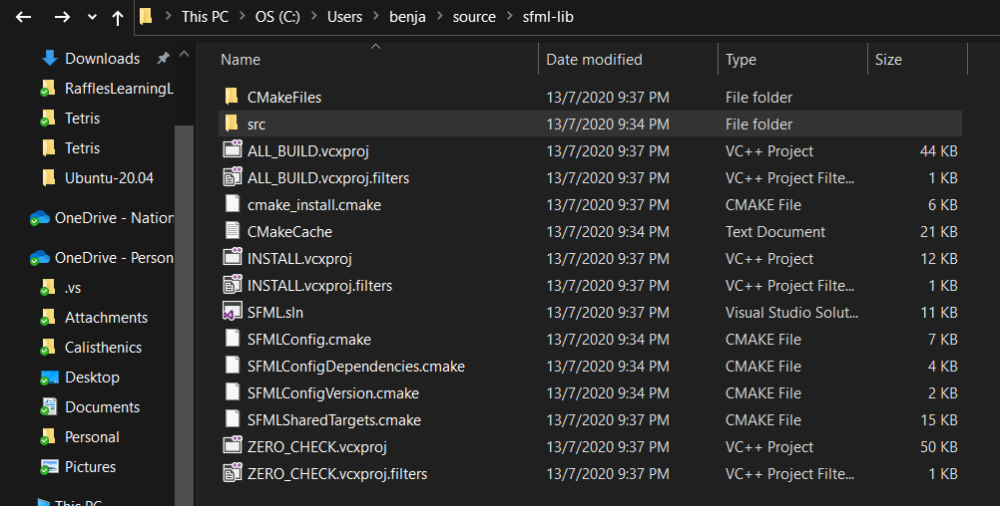 This PC > OS (C:) > Users > benja > source > sfml-lib
Downloads
RafflesLearningL
Tetris
Tetris
Ubuntu-20.04
OneDrive - Nation
OneDrive - Person
.vs
Attachments
Calisthenics
Desktop
Documents
Personal
Pictures
This PC
Name Date modified Type Size
CMakeFiles 13/7/2020 9:37 PM File folder
src 13/7/2020 9:34 PM File folder
ALL_BUILD.vcxproj 13/7/2020 9:37 PM VC++ Project 44 KB
ALL_BUILD.vcxproj.filters 13/7/2020 9:37 PM VC++ Project Filte... 1 KB
cmake_install.cmake 13/7/2020 9:37 PM CMAKE File 6 KB
CMakeCache 13/7/2020 9:34 PM Text Document 21 KB
INSTALL.vcxproj 13/7/2020 9:37 PM VC++ Project 12 KB
INSTALL.vcxproj.filters 13/7/2020 9:37 PM VC++ Project Filte... 1 KB
SFML.sln 13/7/2020 9:37 PM Visual Studio Solut... 11 KB
SFMLConfig.cmake 13/7/2020 9:34 PM CMAKE File 7 KB
SFMLConfigDependencies.cmake 13/7/2020 9:34 PM CMAKE File 4 KB
SFMLConfigVersion.cmake 13/7/2020 9:34 PM CMAKE File 2 KB
SFMLSharedTargets.cmake 13/7/2020 9:37 PM CMAKE File 15 KB
ZERO_CHECK.vcxproj 13/7/2020 9:37 PM VC++ Project 50 KB
ZERO_CHECK.vcxproj.filters 13/7/2020 9:37 PM VC++ Project Filte... 1 KB